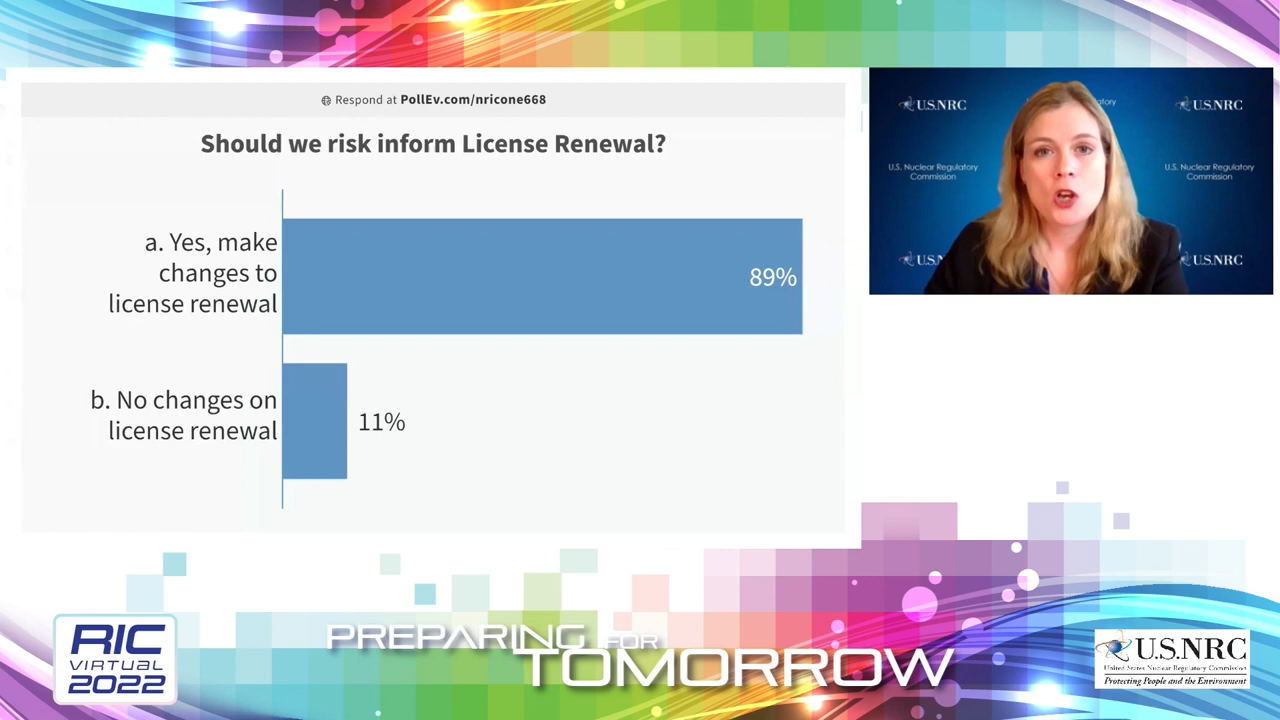 Respond at PollEv.com/nricone668
Should we risk inform License Renewal?
a. Yes, make
changes to
license renewal
89%
b. No changes on
license renewal
11%
U.S.NRC
U.S.NRC
U.S. Nuclear Regulatory
Commission
U.S. Nuclear Regulatory
Commission
U.S.NRC
RIC
VIRTUAL
2022
PREPARING FOR
TOMORROW
U.S.NRC
United States Nuclear Regulatory Commission
Protecting People and the Environment